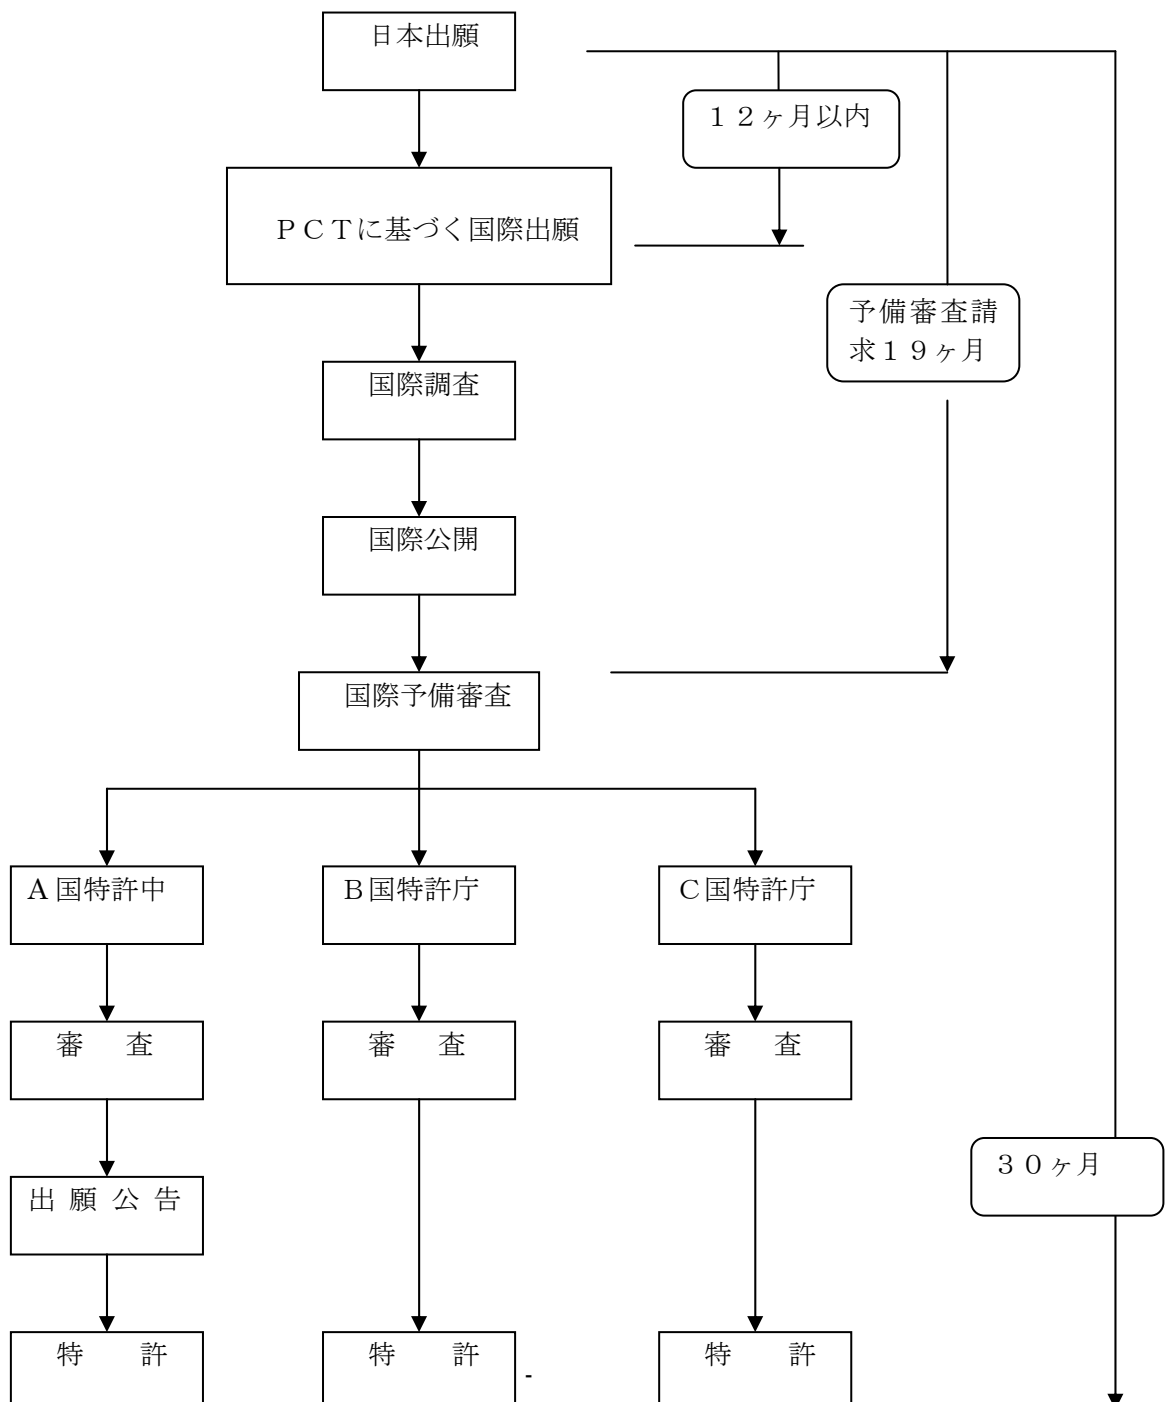 日本出願
１２ヶ月以内
ＰＣＴに基づく国際出願
予備審査請
求１９ヶ月
国際調査
国際公開
国際予備審査
Ａ国特許中
Ｂ国特許庁
Ｃ国特許庁
審　査
審　査
審　査
３０ヶ月
出 願 公 告
特　　許
特　　許
-
特　　許